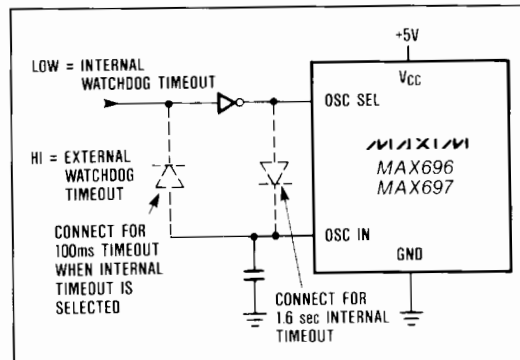 +5V
LOW = INTERNAL
WATCHDOG TIMEOUT
VCC
OSC SEL
HI = EXTERNAL
WATCHDOG
TIMEOUT
MAXIM
MAX696
MAX697
CONNECT FOR
100ms TIMEOUT
WHEN INTERNAL
TIMEOUT IS
SELECTED
OSC IN
GND
CONNECT FOR
1.6 sec INTERNAL
TIMEOUT